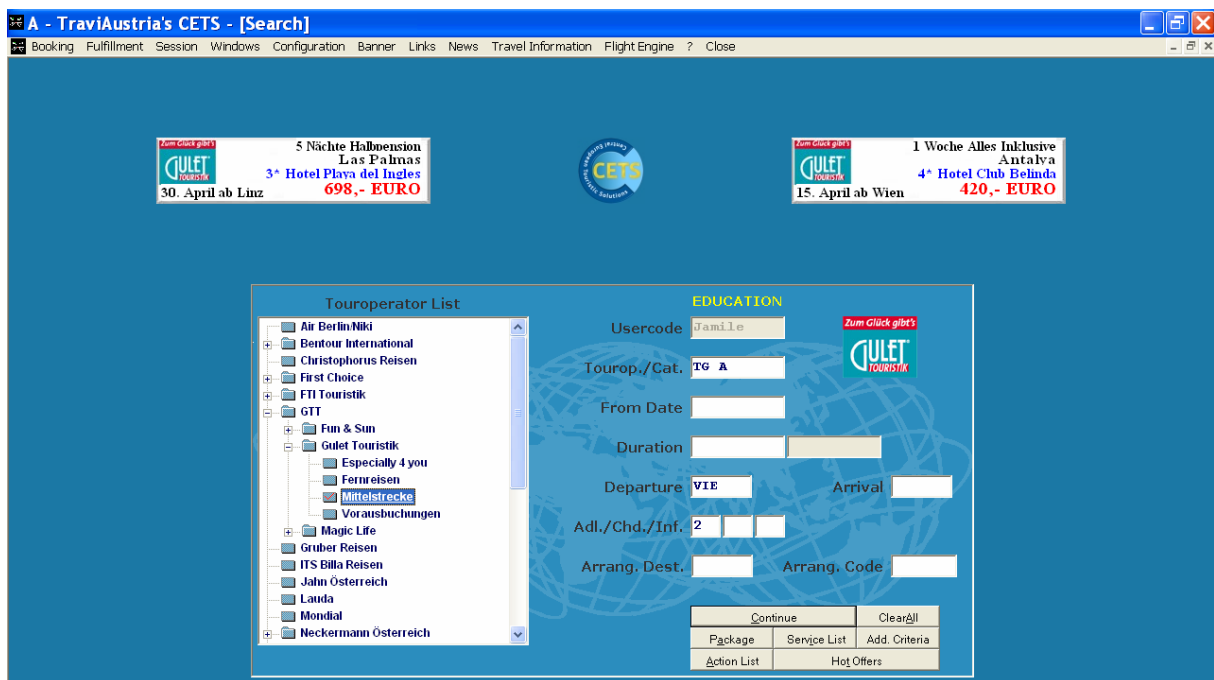 A - TraviAustria's CETS - [Search]
Booking Fulfillment Session Windows Configuration Banner Links News Travel Information Flight Engine ? Close
Zum Glück gibt's
GULET
TOURISTIK
5 Nächte Halbpension
Las Palmas
3* Hotel Playa del Ingles
30. April ab Linz 698,- EURO
Central European
CETS
Touristic Solutions
Zum Glück gibt's
GULET
TOURISTIK
1 Woche Alles Inklusive
Antalya
4* Hotel Club Belinda
15. April ab Wien 420,- EURO
Touroperator List
Air Berlin/Niki
Bentour International
Christophorus Reisen
First Choice
FTI Touristik
GTT
Fun & Sun
Gulet Touristik
Especially 4 you
Fernreisen
Mittelstrecke
Vorausbuchungen
Magic Life
Gruber Reisen
ITS Billa Reisen
Jahn Österreich
Lauda
Mondial
Neckermann Österreich
EDUCATION
Usercode Jamile
Tourop./Cat. TG A
From Date
Duration
Departure VIE Arrival
Adl./Chd./Inf. 2
Arrang. Dest. Arrang. Code
Zum Glück gibt's
GULET
TOURISTIK
Continue ClearAll
Package Service List Add. Criteria
Action List Hot Offers